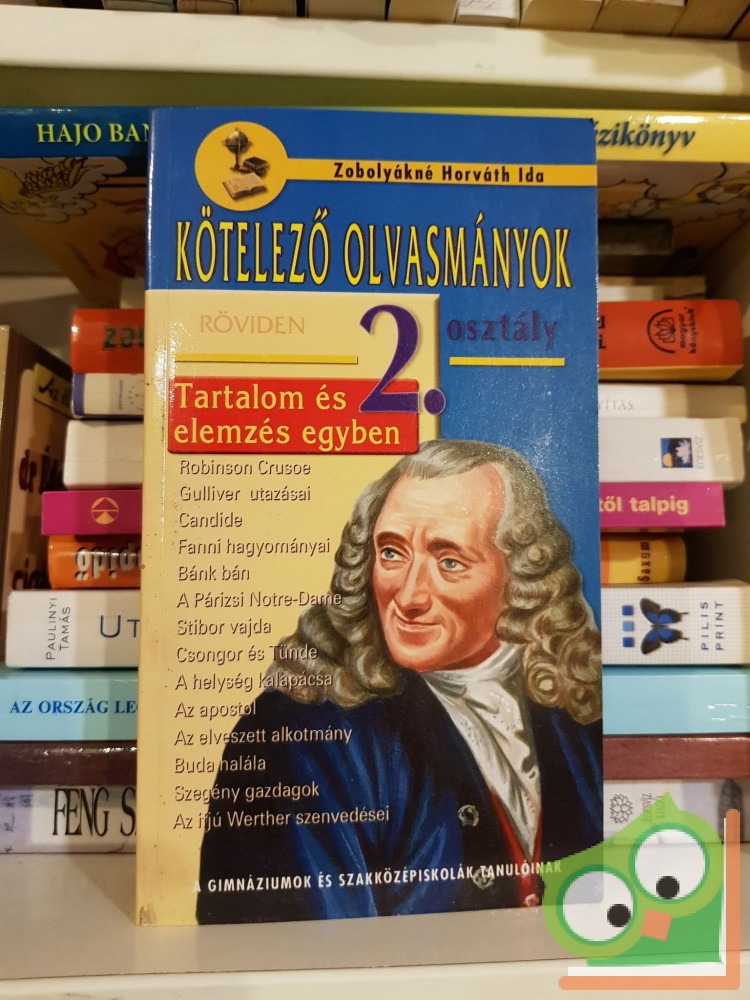 HAJO BAN
zikönyv
Zobolyákné Horváth Ida
KÖTELEZŐ OLVASMÁNYOK
RÖVIDEN
2. osztály
Tartalom és
elemzés egyben
Robinson Crusoe
Gulliver utazásai
Candide
Fanni hagyományai
Bánk bán
A Párizsi Notre-Dame
Stibor vajda
Csongor és Tünde
A helység kalapácsa
Az apostol
Az elveszett alkotmány
Buda halála
Szegény gazdagok
Az ifjú Werther szenvedései
A GIMNÁZIUMOK ÉS SZAKKÖZÉPISKOLÁK TANULÓINAK
től talpig
PAULINYI
TAMÁS
UT
PILIS
PRINT
AZ ORSZÁG LE
FENG S